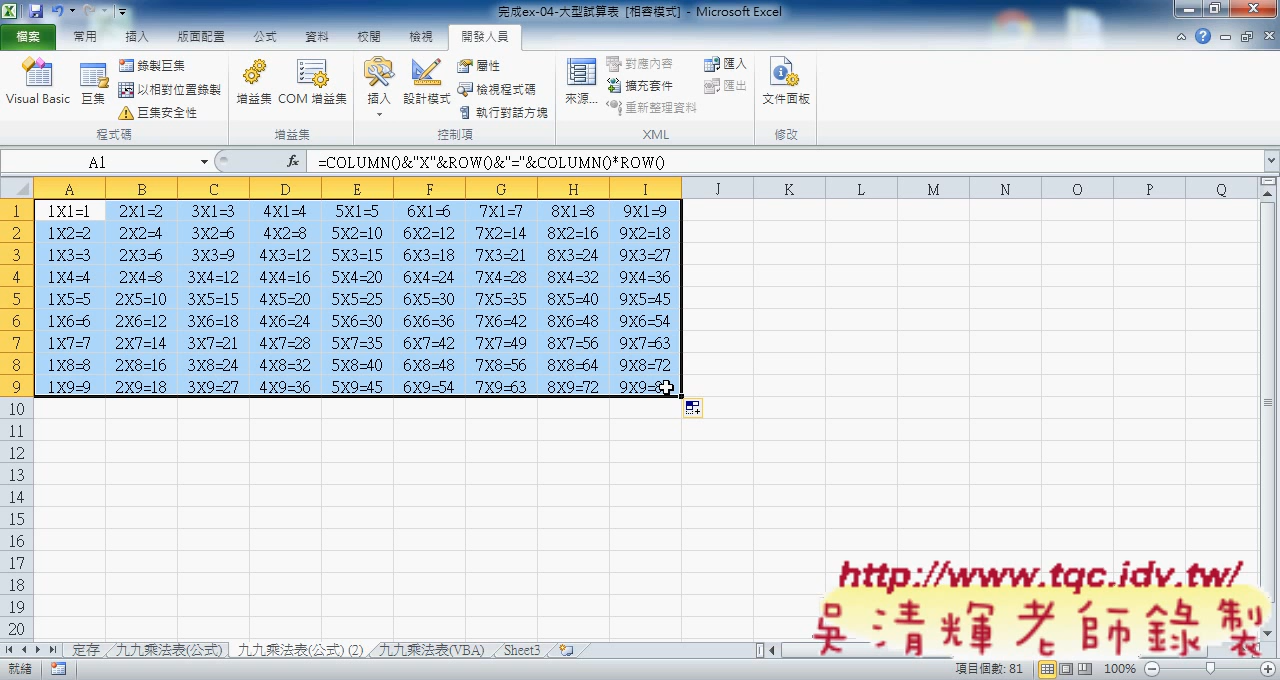 完成ex-04-大型試算表 [相容模式] - Microsoft Excel
檔案 常用 插入 版面配置 公式 資料 校閱 檢視 開發人員
Visual Basic 巨集 錄製巨集 以相對位置錄製 巨集安全性 程式碼
增益集 COM 增益集 增益集
插入 設計模式 屬性 檢視程式碼 執行對話方塊 控制項
來源... 對應內容 擴充套件 重新整理資料 匯入 匯出 XML
文件面板 修改
A1 fx =COLUMN()&"X"&ROW()&"="&COLUMN()*ROW()
A B C D E F G H I J K L M N O P Q
1 1X1=1 2X1=2 3X1=3 4X1=4 5X1=5 6X1=6 7X1=7 8X1=8 9X1=9
2 1X2=2 2X2=4 3X2=6 4X2=8 5X2=10 6X2=12 7X2=14 8X2=16 9X2=18
3 1X3=3 2X3=6 3X3=9 4X3=12 5X3=15 6X3=18 7X3=21 8X3=24 9X3=27
4 1X4=4 2X4=8 3X4=12 4X4=16 5X4=20 6X4=24 7X4=28 8X4=32 9X4=36
5 1X5=5 2X5=10 3X5=15 4X5=20 5X5=25 6X5=30 7X5=35 8X5=40 9X5=45
6 1X6=6 2X6=12 3X6=18 4X6=24 5X6=30 6X6=36 7X6=42 8X6=48 9X6=54
7 1X7=7 2X7=14 3X7=21 4X7=28 5X7=35 6X7=42 7X7=49 8X7=56 9X7=63
8 1X8=8 2X8=16 3X8=24 4X8=32 5X8=40 6X8=48 7X8=56 8X8=64 9X8=72
9 1X9=9 2X9=18 3X9=27 4X9=36 5X9=45 6X9=54 7X9=63 8X9=72 9X9=8
10
11
12
13
14
15
16
17
18
19
20
http://www.tqc.idv.tw/
吳清輝老師錄製
定存 九九乘法表(公式) 九九乘法表(公式) (2) 九九乘法表(VBA) Sheet3
就緒 項目個數: 81 100%